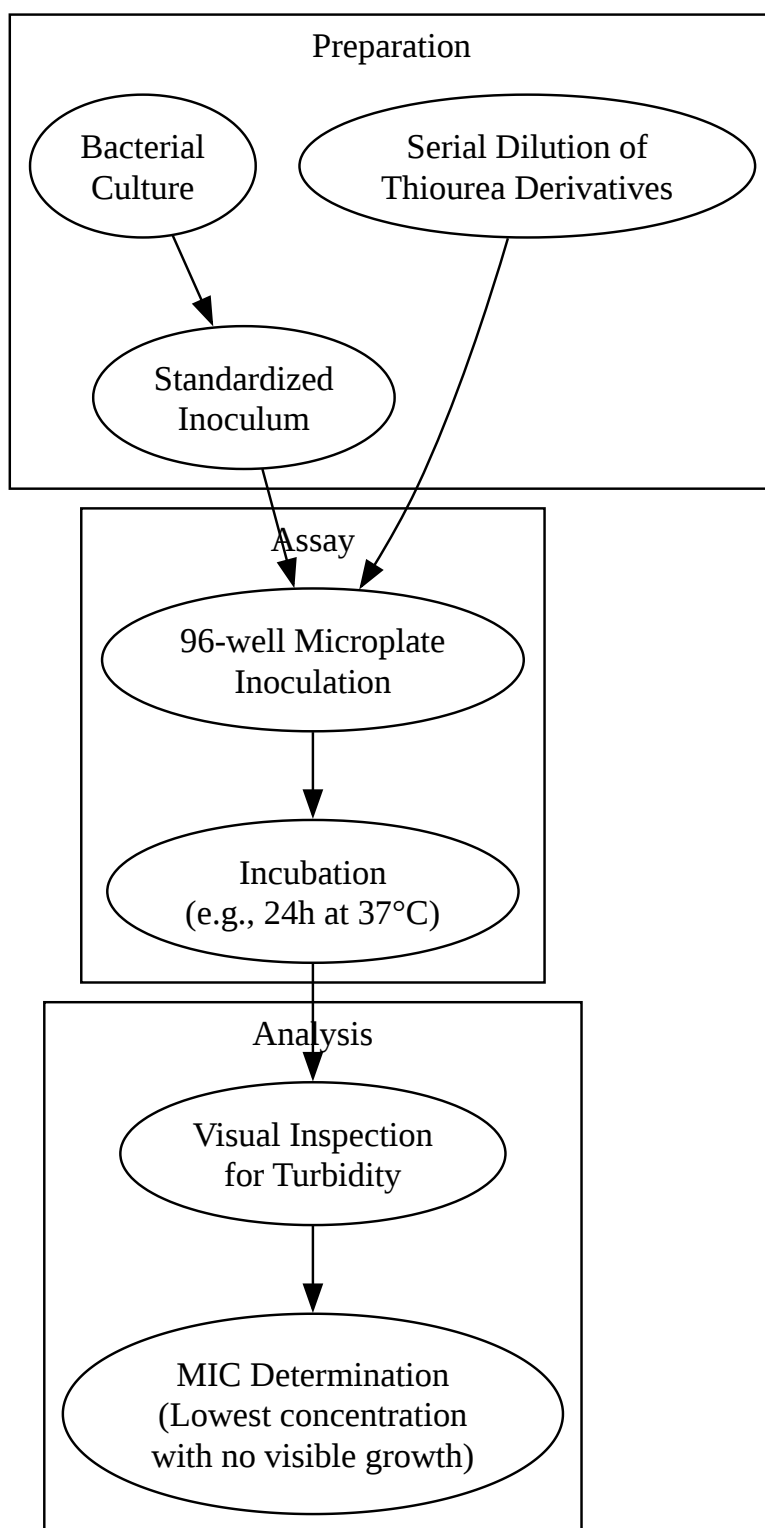 Preparation
Bacterial
Culture
Serial Dilution of
Thiourea Derivatives
Standardized
Inoculum
Assay
96-well Microplate
Inoculation
Incubation
(e.g., 24h at 37°C)
Analysis
Visual Inspection
for Turbidity
MIC Determination
(Lowest concentration
with no visible growth)